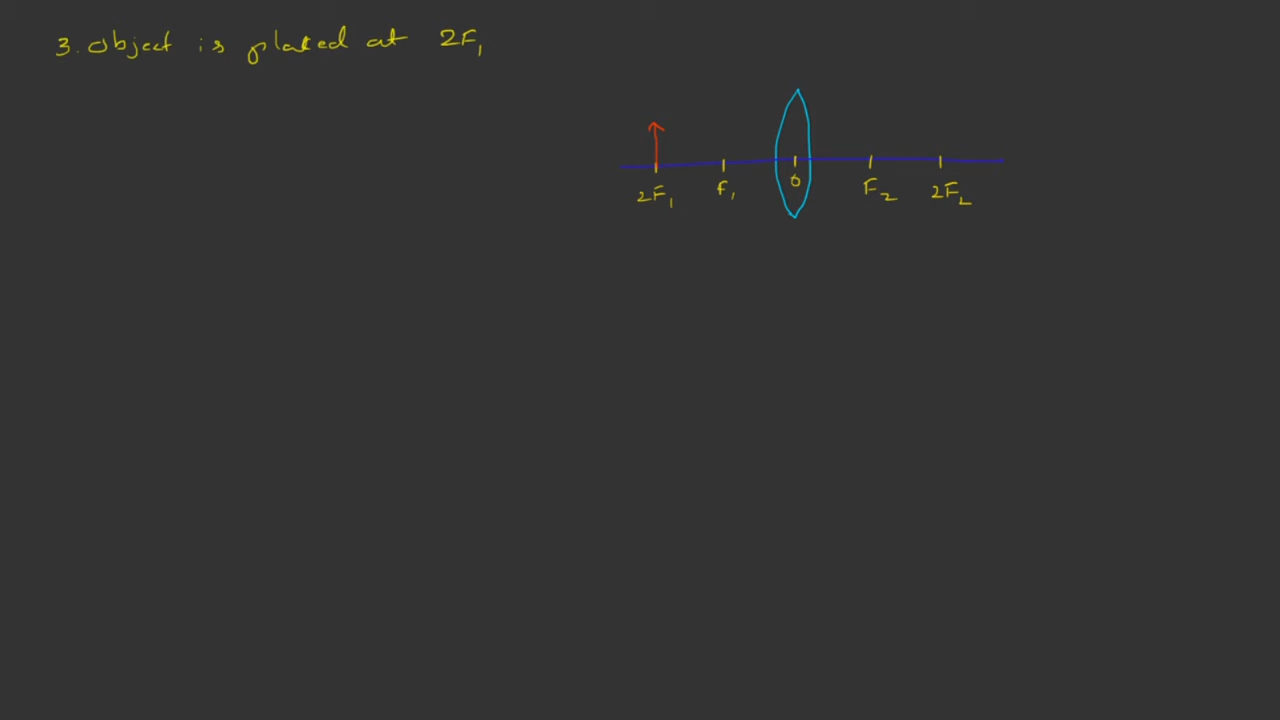 3. Object is placed at 2F₁
2F₁ F₁ O F₂ 2F₂